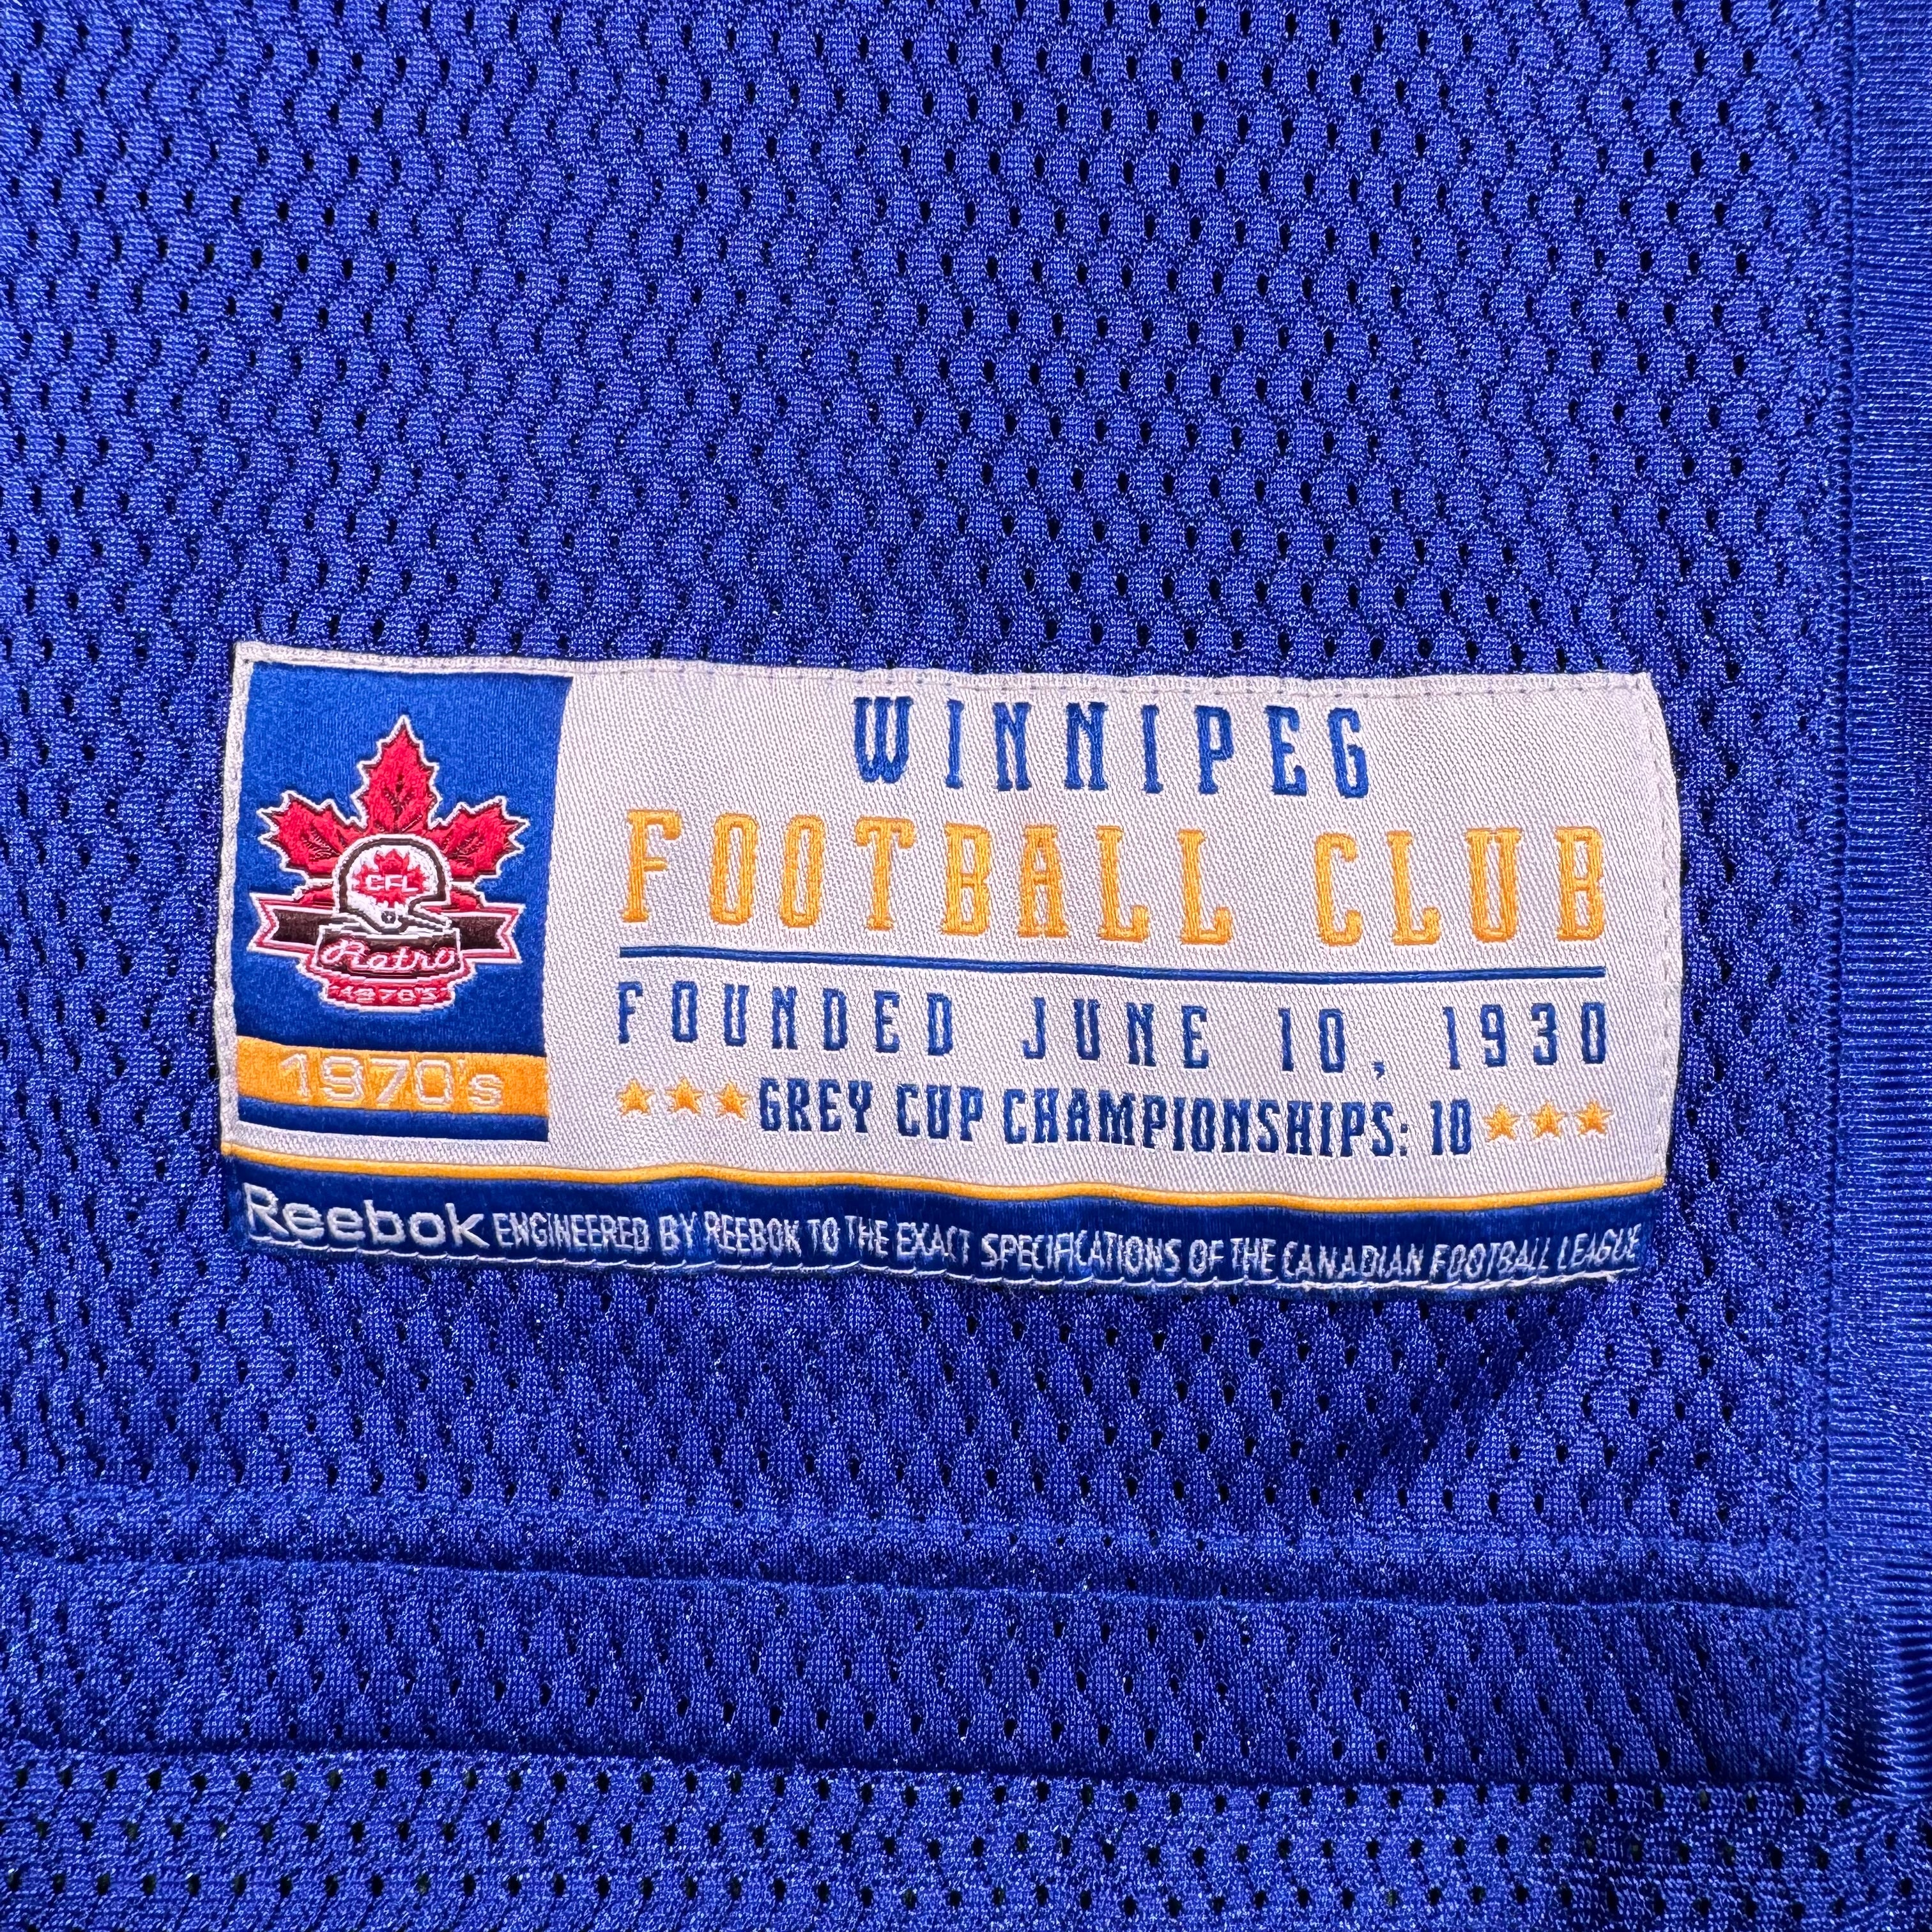 CFL
Retro
1970's
1970's
WINNIPEG
FOOTBALL CLUB
FOUNDED JUNE 10, 1930
GREY CUP CHAMPIONSHIPS: 10
Reebok ENGINEERED BY REEBOK TO THE EXACT SPECIFICATIONS OF THE CANADIAN FOOTBALL LEAGUE